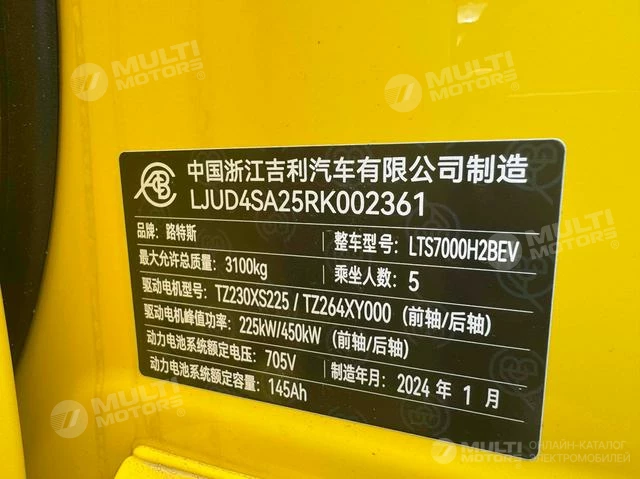 MULTI
MOTORS®
MULTI
MOTORS®
中国浙江吉利汽车有限公司制造
LJUD4SA25RK002361
品牌: 路特斯
整车型号: LTS7000H2BEV
最大允许总质量: 3100kg
乘坐人数: 5
驱动电机型号: TZ230XS225 / TZ264XY000 (前轴/后轴)
驱动电机峰值功率: 225kW/450kW (前轴/后轴)
动力电池系统额定电压: 705V
制造年月: 2024 年 1 月
动力电池系统额定容量: 145Ah
MULTI
MOTORS®
MULTI
MOTORS
ОНЛАЙН-КАТАЛОГ
ЭЛЕКТРОМОБИЛЕЙ